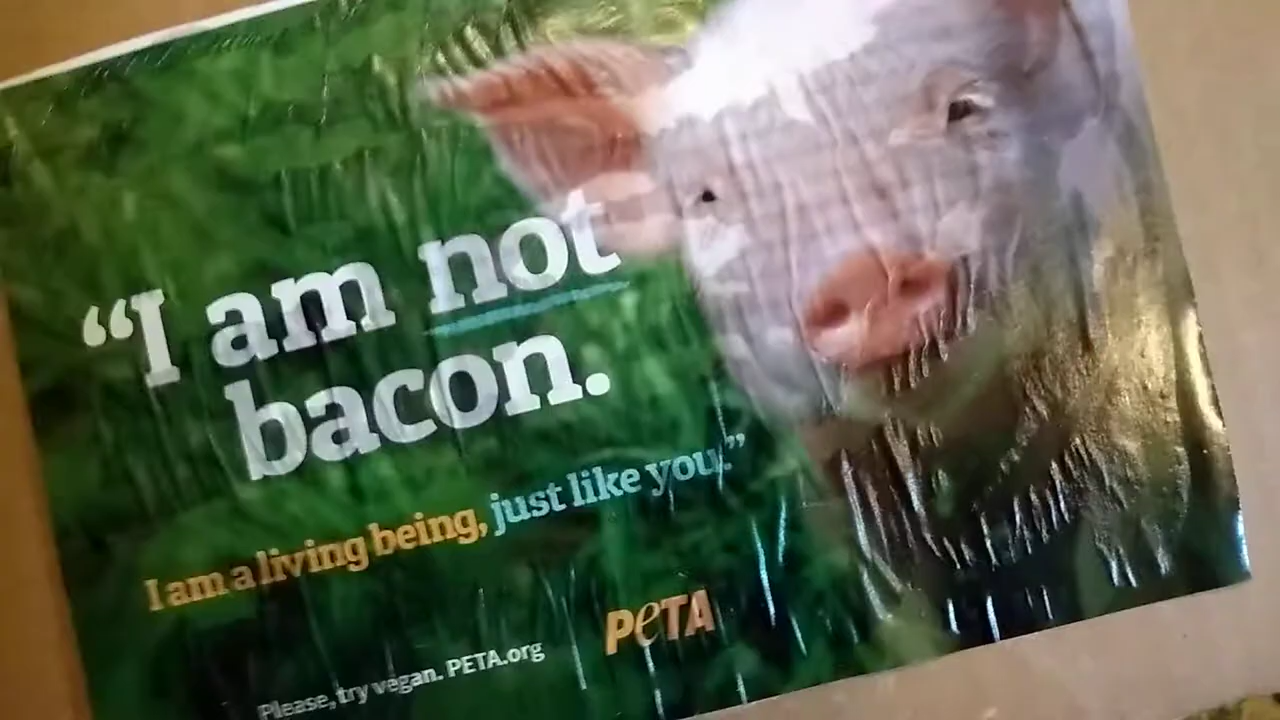 “I am not
bacon.
I am a living being, just like you.”
PETA
Please, try vegan. PETA.org